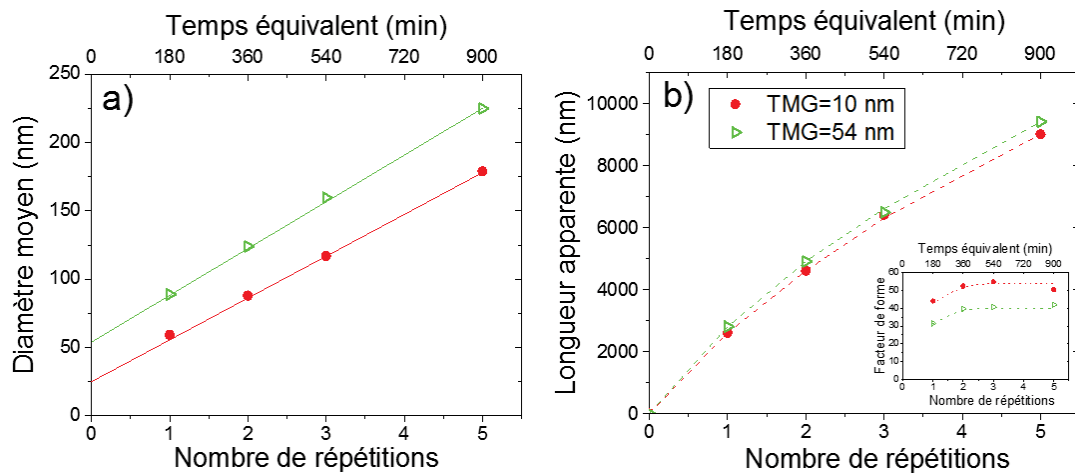 Temps équivalent (min)
0 180 360 540 720 900
a)
250
200
150
100
50
0
Diamètre moyen (nm)
0 1 2 3 4 5
Nombre de répétitions
Temps équivalent (min)
0 180 360 540 720 900
b)
TMG=10 nm
TMG=54 nm
10000
8000
6000
4000
2000
0
Longueur apparente (nm)
0 1 2 3 4 5
Nombre de répétitions
Temps équivalent (min)
0 180 360 540 720 900
60
50
40
30
20
10
0
Facteur de forme
0 1 2 3 4 5
Nombre de répétitions